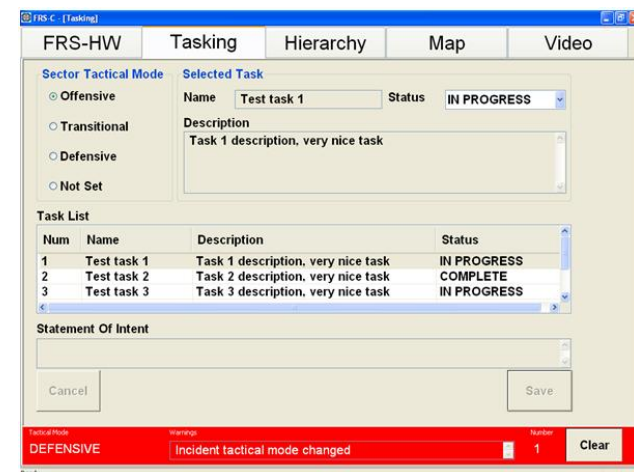 FRS-C - [Tasking]
FRS-HW Tasking Hierarchy Map Video
Sector Tactical Mode Selected Task
Offensive Name Test task 1 Status IN PROGRESS
Transitional Description
Task 1 description, very nice task
Defensive
Not Set
Task List
Num Name Description Status
1 Test task 1 Task 1 description, very nice task IN PROGRESS
2 Test task 2 Task 2 description, very nice task COMPLETE
3 Test task 3 Task 3 description, very nice task IN PROGRESS
Statement Of Intent
Cancel Save
Tactical Mode Warnings Number
DEFENSIVE Incident tactical mode changed 1 Clear